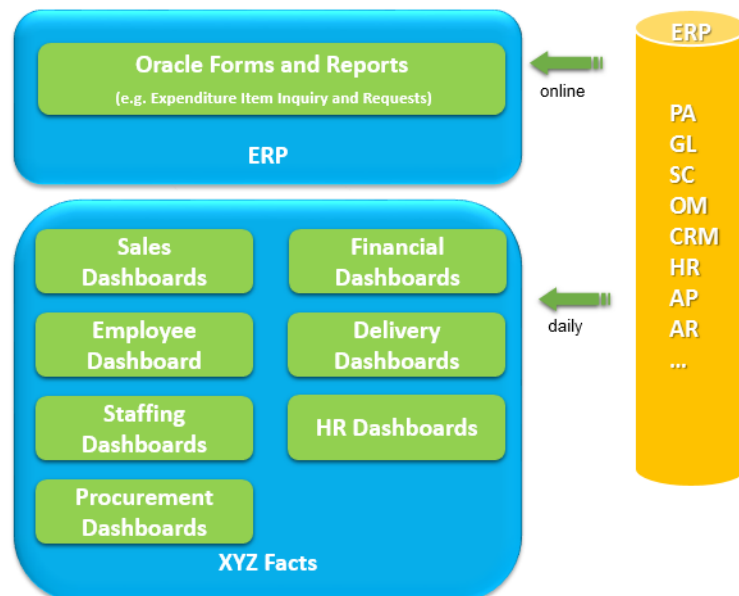 Oracle Forms and Reports
(e.g. Expenditure Item Inquiry and Requests)
ERP
online
Sales
Dashboards
Financial
Dashboards
Employee
Dashboard
Delivery
Dashboards
Staffing
Dashboards
HR Dashboards
Procurement
Dashboards
XYZ Facts
daily
ERP
PA
GL
SC
OM
CRM
HR
AP
AR
...